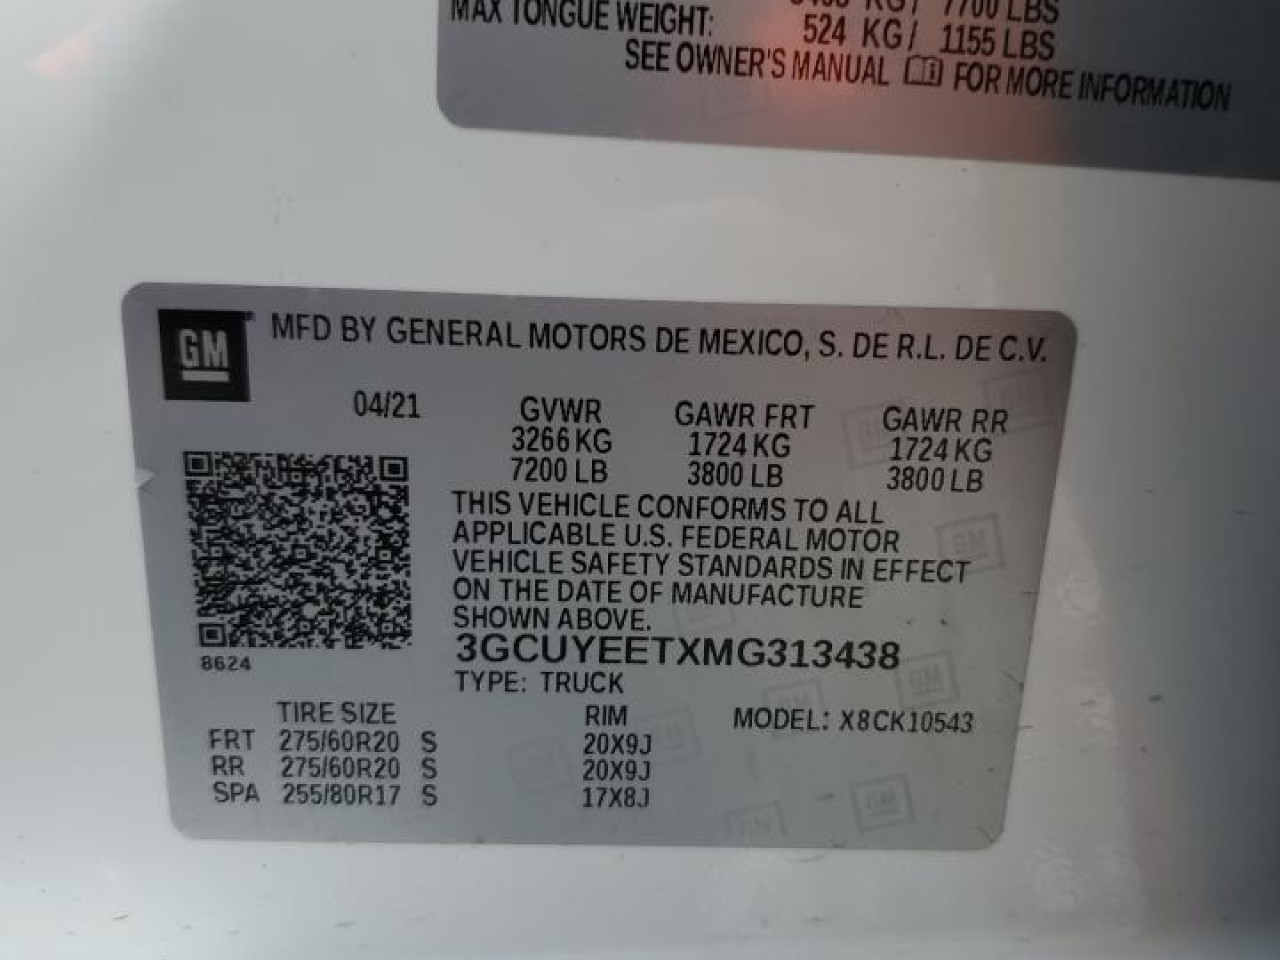 KG / 7700 LBS
MAX TONGUE WEIGHT: 524 KG / 1155 LBS
SEE OWNER'S MANUAL FOR MORE INFORMATION
GM MFD BY GENERAL MOTORS DE MEXICO, S. DE R.L. DE C.V.
04/21 GVWR GAWR FRT GAWR RR
3266 KG 1724 KG 1724 KG
7200 LB 3800 LB 3800 LB
THIS VEHICLE CONFORMS TO ALL
APPLICABLE U.S. FEDERAL MOTOR
VEHICLE SAFETY STANDARDS IN EFFECT
ON THE DATE OF MANUFACTURE
SHOWN ABOVE.
8624
3GCUYEETXMG313438
TYPE: TRUCK
TIRE SIZE RIM MODEL: X8CK10543
FRT 275/60R20 S 20X9J
RR 275/60R20 S 20X9J
SPA 255/80R17 S 17X8J